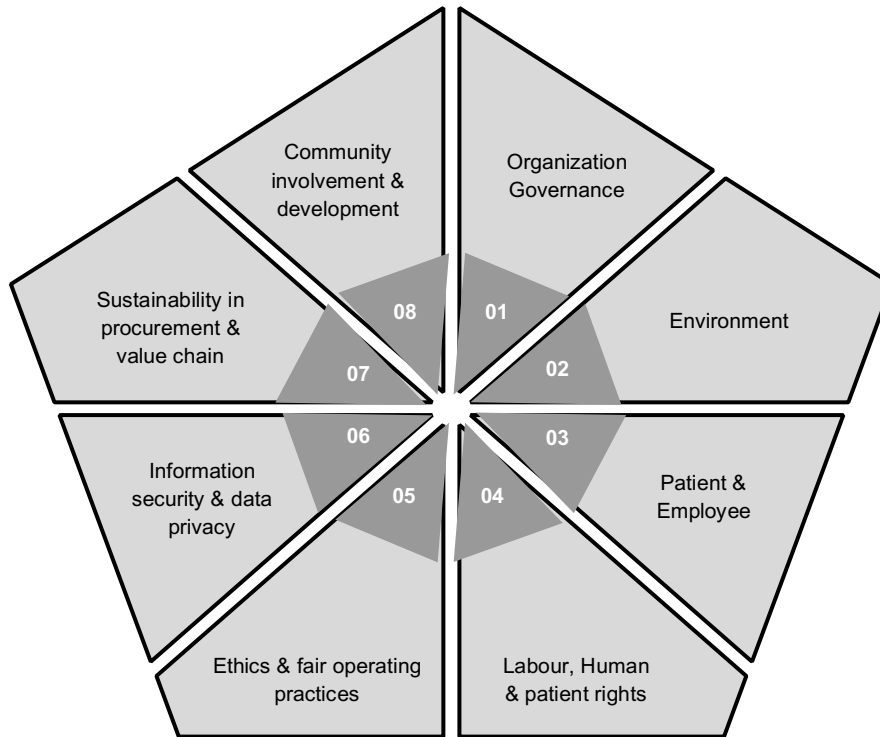 Organization
Governance
01
Environment
02
Patient &
Employee
03
Labour, Human
& patient rights
04
Ethics & fair operating
practices
05
Information
security & data
privacy
06
Sustainability in
procurement &
value chain
07
Community
involvement &
development
08